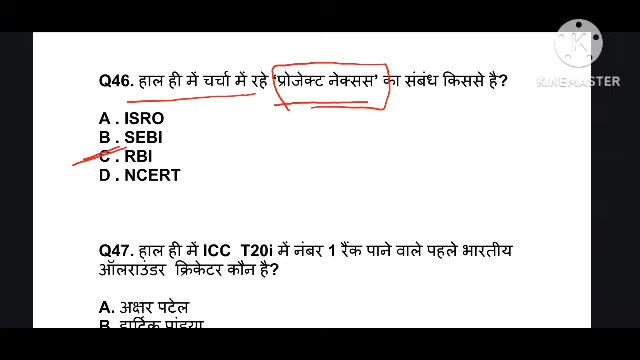 Q46. हाल ही में चर्चा में रहे 'प्रोजेक्ट नेक्सस' का संबंध किससे है?
A . ISRO
B . SEBI
C . RBI
D . NCERT
Q47. हाल ही में ICC T20i में नंबर 1 रैंक पाने वाले पहले भारतीय
ऑलराउंडर क्रिकेटर कौन है?
A. अक्षर पटेल
B. हार्दिक पांड्या
KINEMASTER